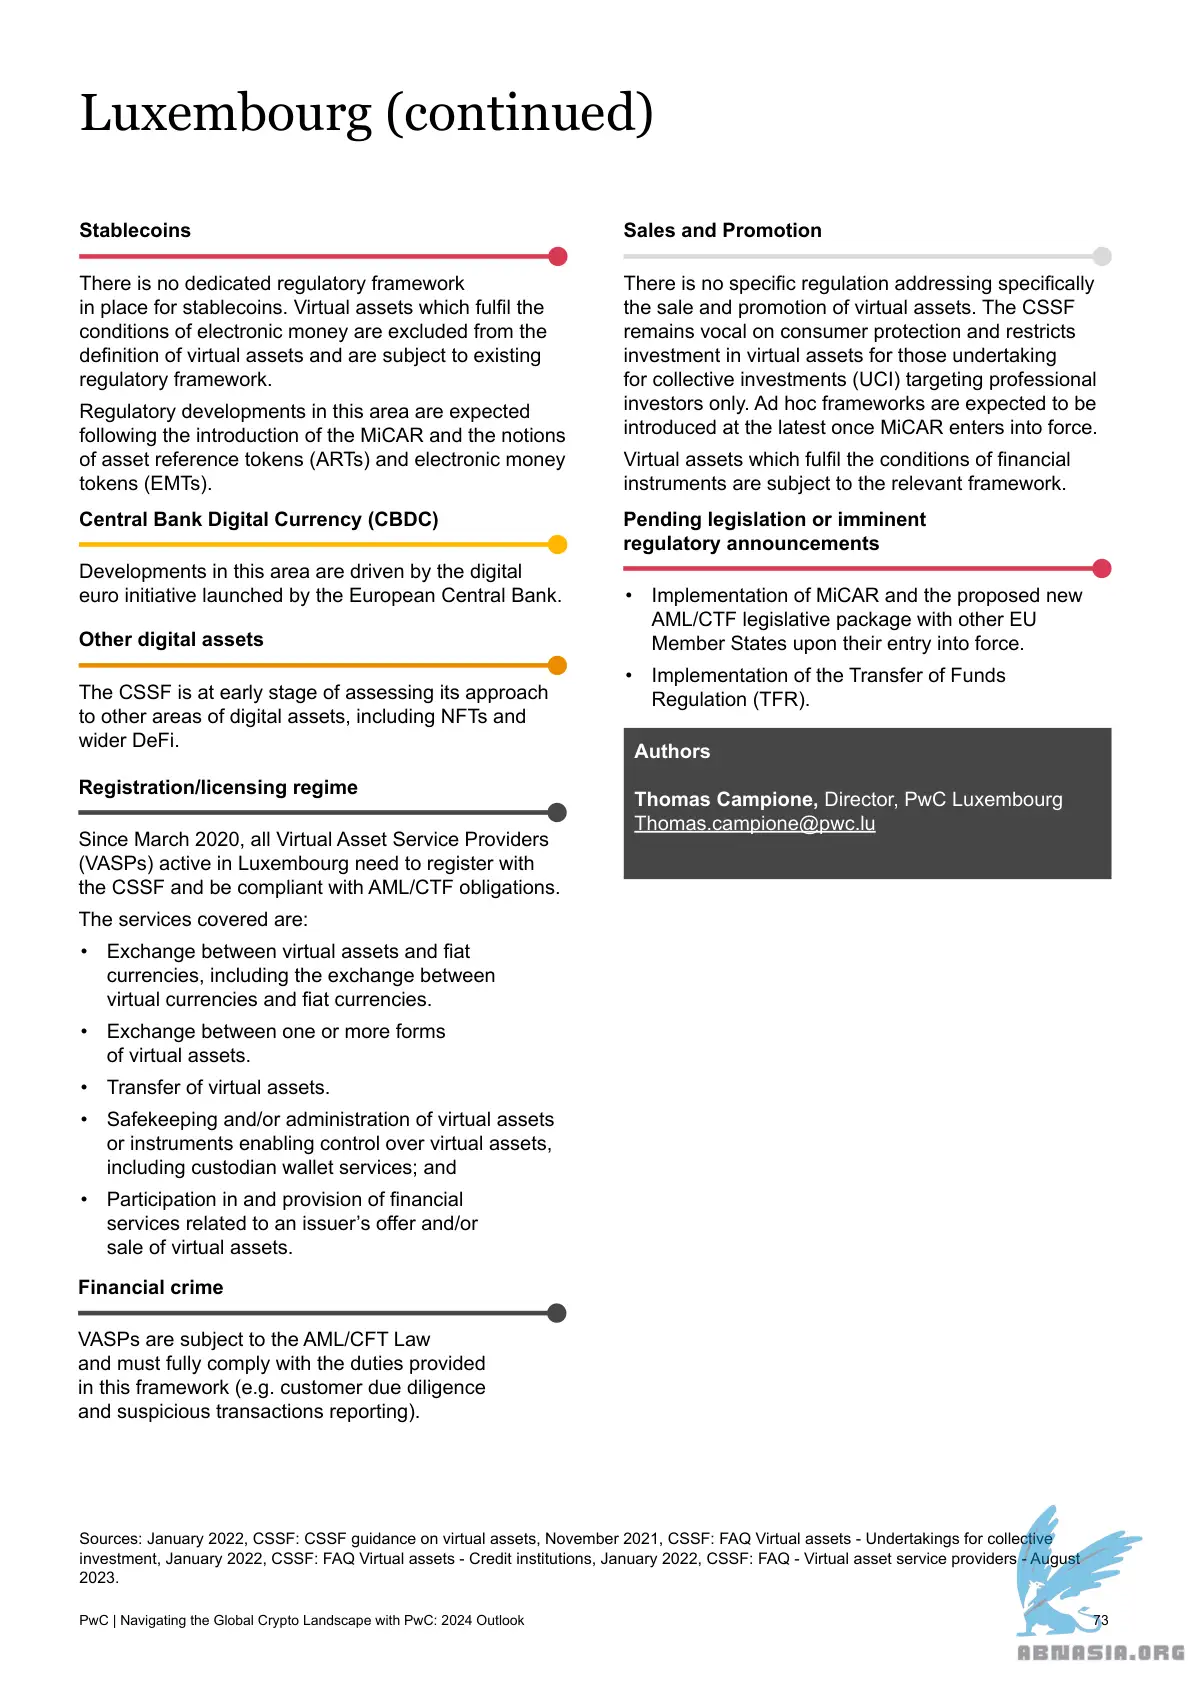 Luxembourg (continued)
Stablecoins
There is no dedicated regulatory framework
in place for stablecoins. Virtual assets which fulfil the
conditions of electronic money are excluded from the
definition of virtual assets and are subject to existing
regulatory framework.
Regulatory developments in this area are expected
following the introduction of the MiCAR and the notions
of asset reference tokens (ARTs) and electronic money
tokens (EMTs).
Central Bank Digital Currency (CBDC)
Developments in this area are driven by the digital
euro initiative launched by the European Central Bank.
Other digital assets
The CSSF is at early stage of assessing its approach
to other areas of digital assets, including NFTs and
wider DeFi.
Registration/licensing regime
Since March 2020, all Virtual Asset Service Providers
(VASPs) active in Luxembourg need to register with
the CSSF and be compliant with AML/CTF obligations.
The services covered are:
• Exchange between virtual assets and fiat
currencies, including the exchange between
virtual currencies and fiat currencies.
• Exchange between one or more forms
of virtual assets.
• Transfer of virtual assets.
• Safekeeping and/or administration of virtual assets
or instruments enabling control over virtual assets,
including custodian wallet services; and
• Participation in and provision of financial
services related to an issuer’s offer and/or
sale of virtual assets.
Financial crime
VASPs are subject to the AML/CFT Law
and must fully comply with the duties provided
in this framework (e.g. customer due diligence
and suspicious transactions reporting).
Sales and Promotion
There is no specific regulation addressing specifically
the sale and promotion of virtual assets. The CSSF
remains vocal on consumer protection and restricts
investment in virtual assets for those undertaking
for collective investments (UCI) targeting professional
investors only. Ad hoc frameworks are expected to be
introduced at the latest once MiCAR enters into force.
Virtual assets which fulfil the conditions of financial
instruments are subject to the relevant framework.
Pending legislation or imminent
regulatory announcements
• Implementation of MiCAR and the proposed new
AML/CTF legislative package with other EU
Member States upon their entry into force.
• Implementation of the Transfer of Funds
Regulation (TFR).
Authors
Thomas Campione, Director, PwC Luxembourg
Thomas.campione@pwc.lu
Sources: January 2022, CSSF: CSSF guidance on virtual assets, November 2021, CSSF: FAQ Virtual assets - Undertakings for collective
investment, January 2022, CSSF: FAQ Virtual assets - Credit institutions, January 2022, CSSF: FAQ - Virtual asset service providers - August
2023.
PwC | Navigating the Global Crypto Landscape with PwC: 2024 Outlook
73
ABNASIA.ORG